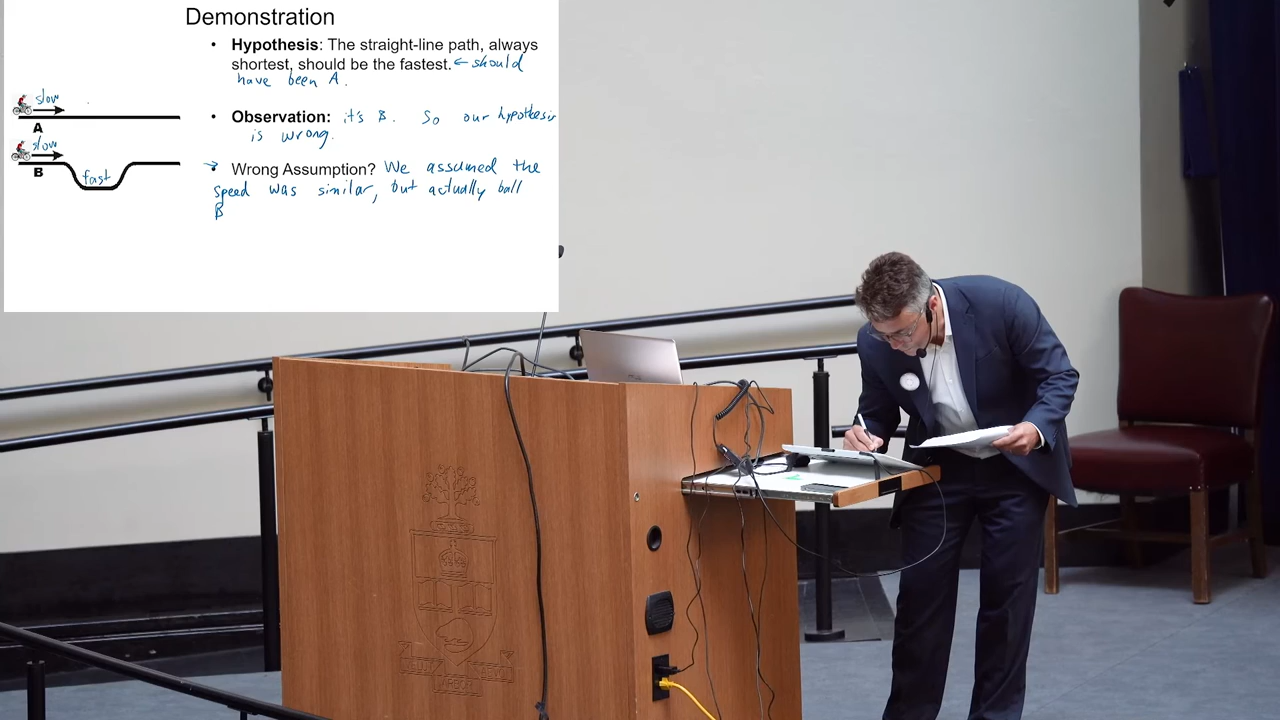 Demonstration
• Hypothesis: The straight-line path, always
shortest, should be the fastest. ← should
have been A.
slow
A
• Observation: it's B. So our hypothesis
is wrong.
slow
B
fast
• Wrong Assumption? We assumed the
speed was similar, but actually ball
B